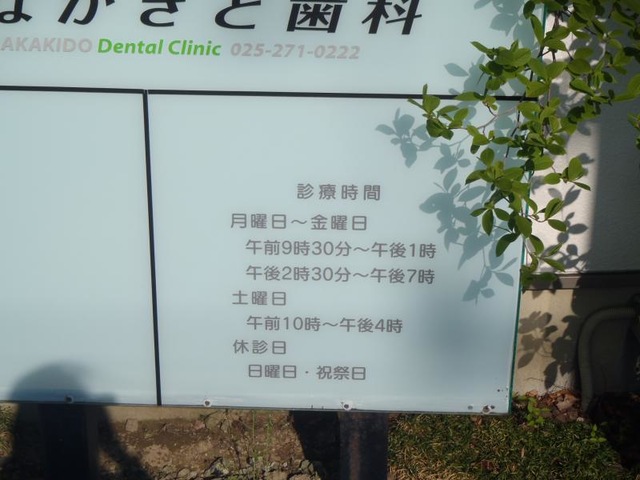 ながきど歯科
AKAKIDO Dental Clinic 025-271-0222
診療時間
月曜日〜金曜日
午前9時30分〜午後1時
午後2時30分〜午後7時
土曜日
午前10時〜午後4時
休診日
日曜日・祝祭日